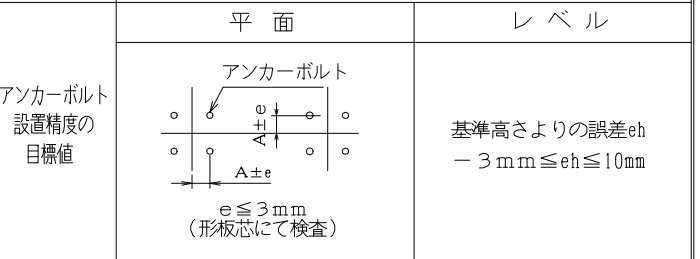 平面
レベル
アンカーボルト
設置精度の
目標値
アンカーボルト
A±e
A±e
e≦3mm
(形板芯にて検査)
基準高さよりの誤差eh
-3mm≦eh≦10mm